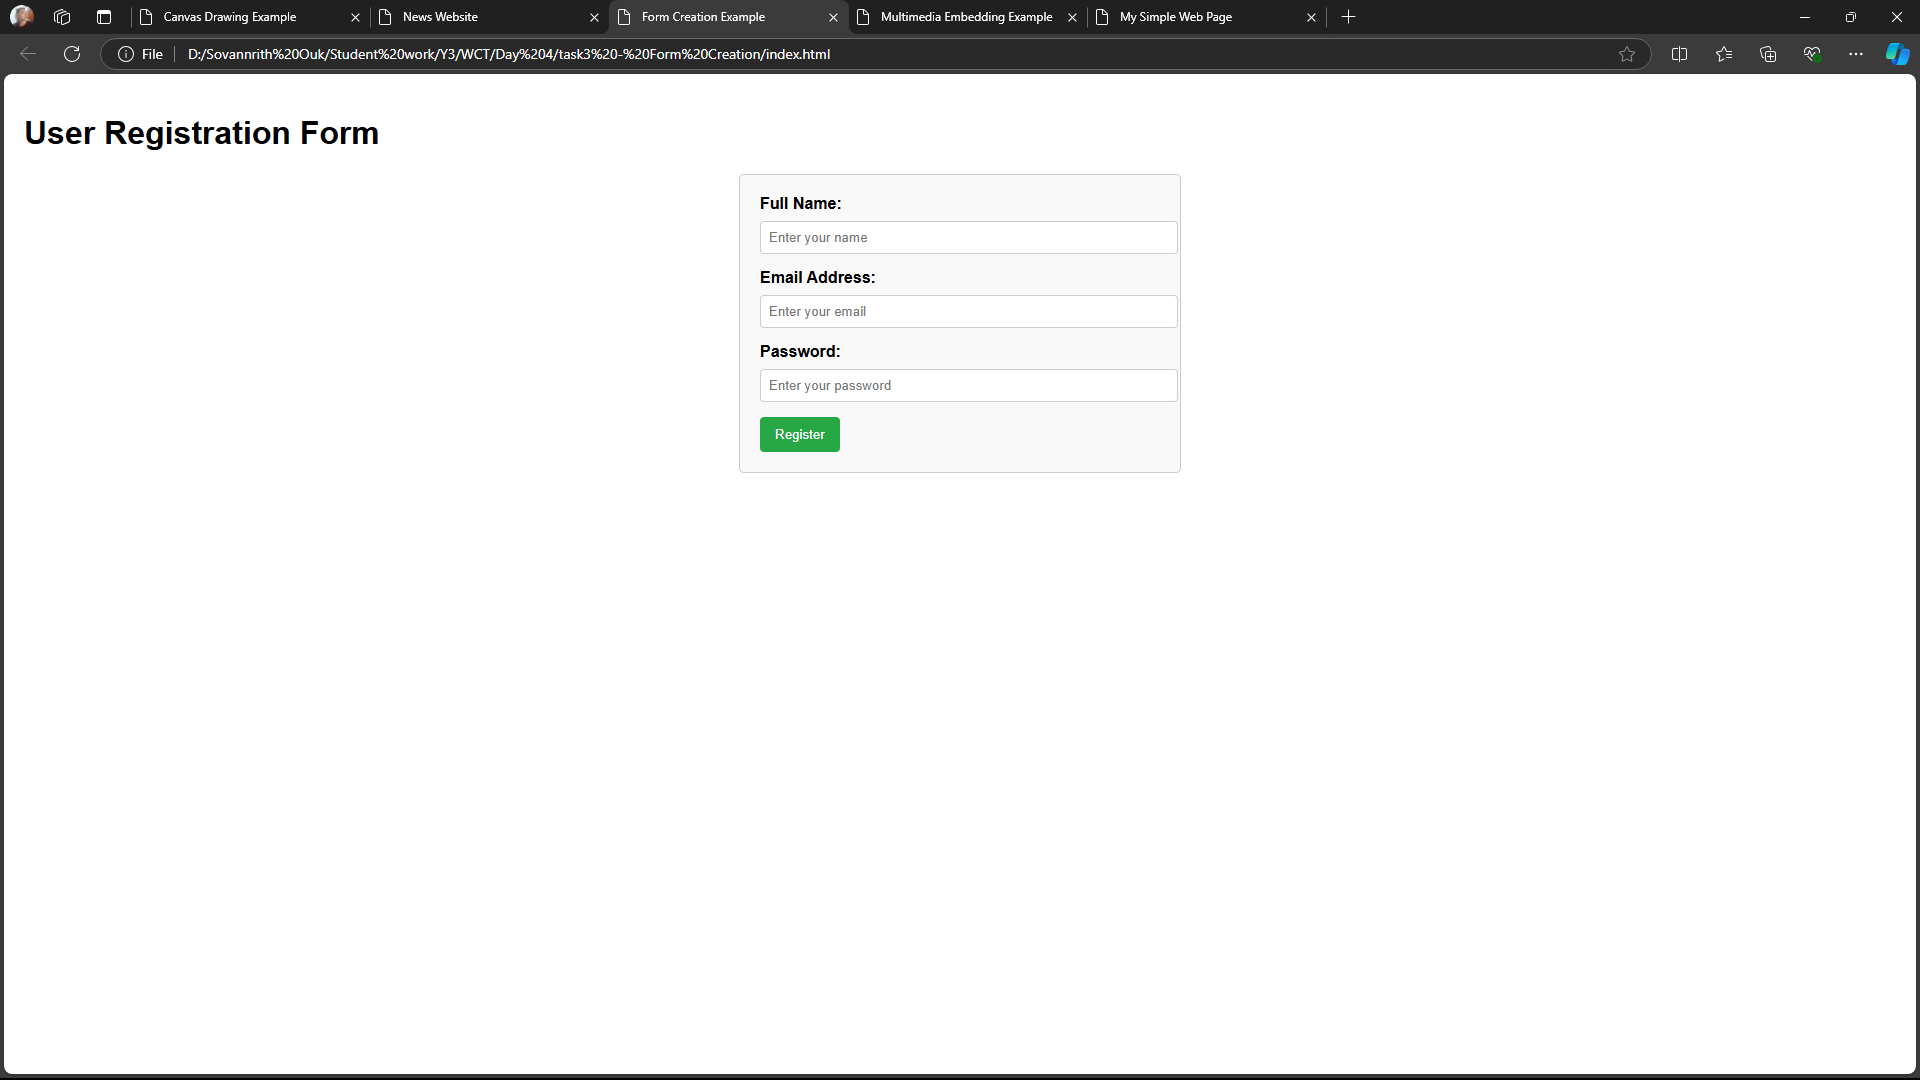 Canvas Drawing Example
News Website
Form Creation Example
Multimedia Embedding Example
My Simple Web Page
File
D:/Sovannrith%20Ouk/Student%20work/Y3/WCT/Day%204/task3%20-%20Form%20Creation/index.html
User Registration Form
Full Name:
Enter your name
Email Address:
Enter your email
Password:
Enter your password
Register